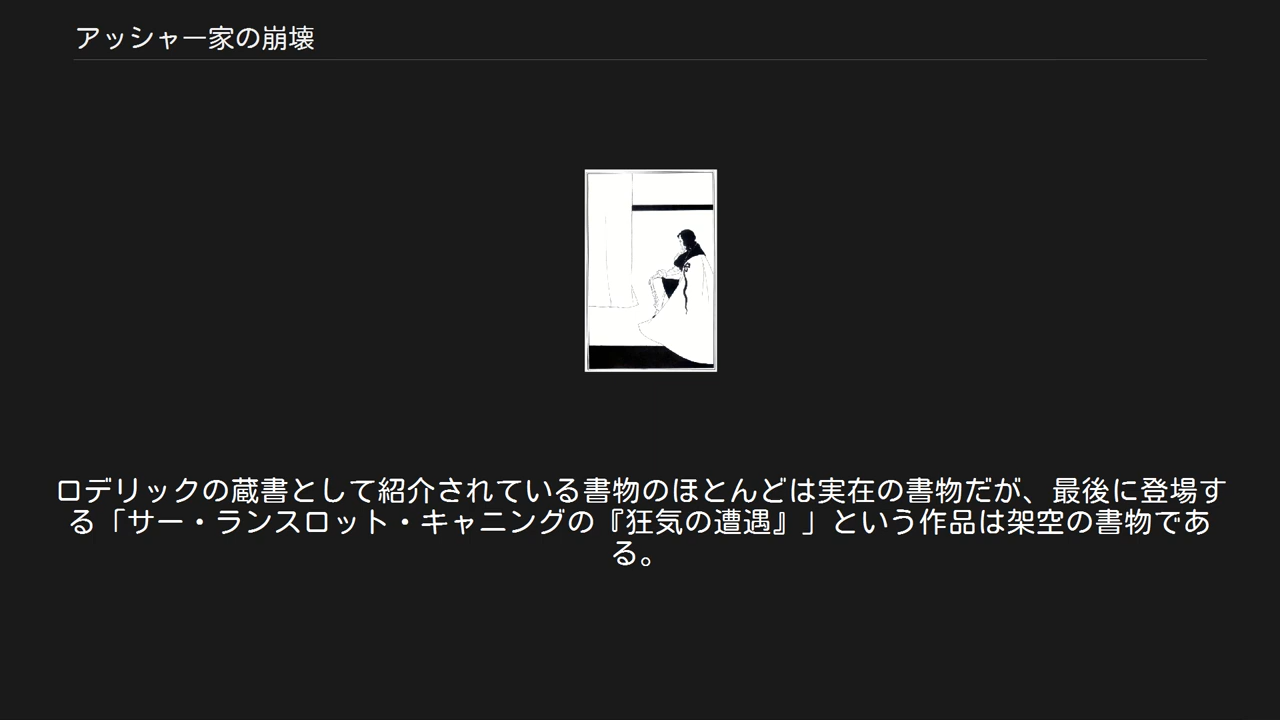 アッシャー家の崩壊
ロデリックの蔵書として紹介されている書物のほとんどは実在の書物だが、最後に登場す
る「サー・ランスロット・キャニングの『狂気の遭遇』」という作品は架空の書物であ
る。